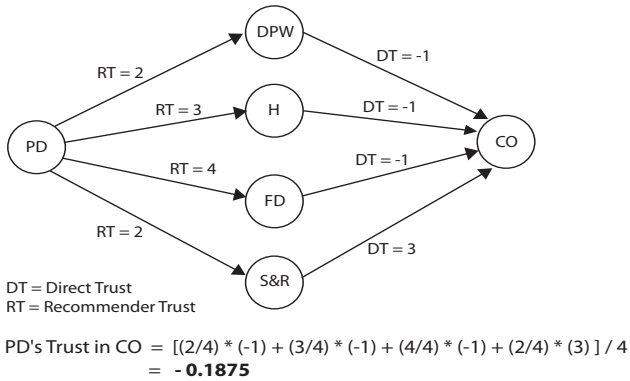 DPW
DT = -1
RT = 2
H
DT = -1
RT = 3
PD
CO
DT = -1
RT = 4
FD
RT = 2
DT = 3
S&R
DT = Direct Trust
RT = Recommender Trust
PD's Trust in CO = [(2/4) * (-1) + (3/4) * (-1) + (4/4) * (-1) + (2/4) * (3) ] / 4
= - 0.1875